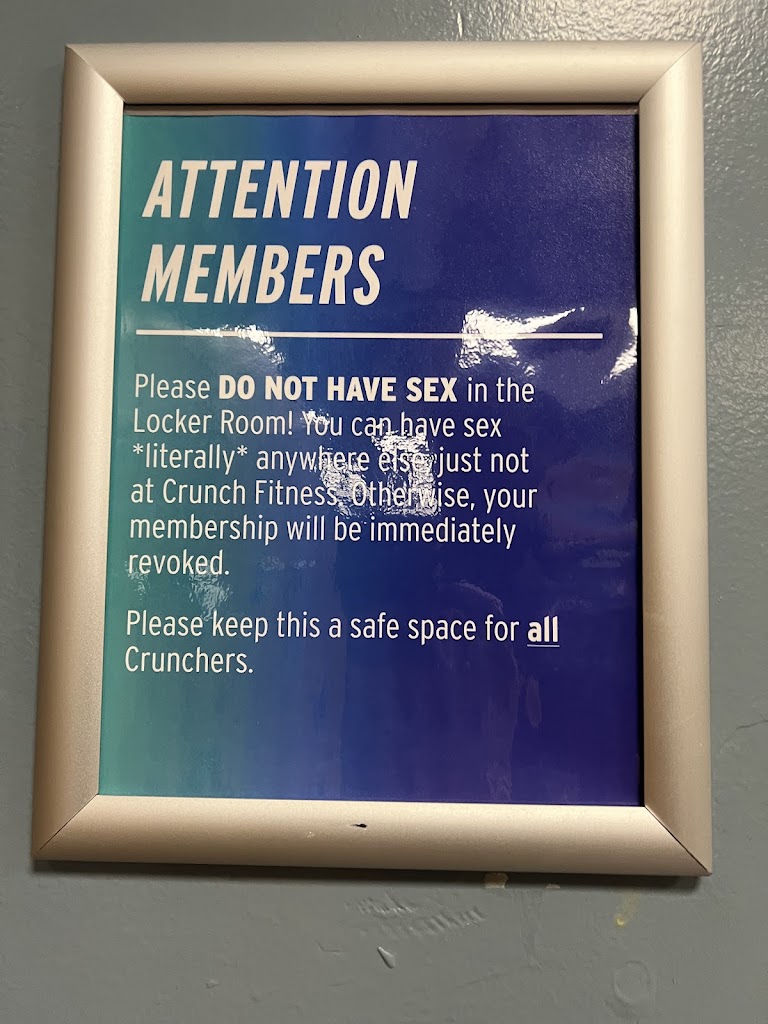 ATTENTION
MEMBERS
Please DO NOT HAVE SEX in the
Locker Room! You can have sex
*literally* anywhere else, just not
at Crunch Fitness. Otherwise, your
membership will be immediately
revoked.
Please keep this a safe space for all
Crunchers.